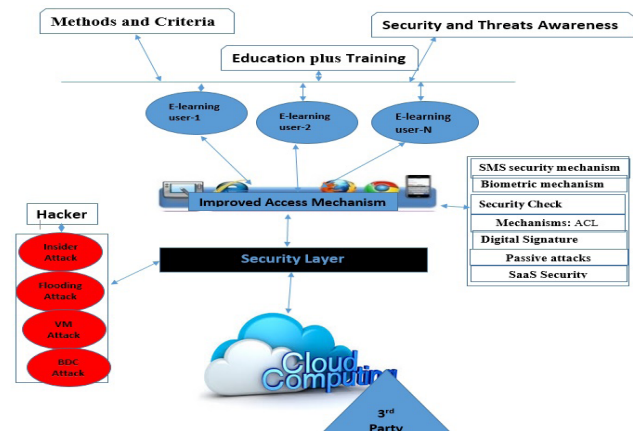 Methods and Criteria
Security and Threats Awareness
Education plus Training
E-learning
user-1
E-learning
user-2
E-learning
user-N
Improved Access Mechanism
SMS security mechanism
Biometric mechanism
Security Check
Mechanisms: ACL
Digital Signature
Passive attacks
SaaS Security
Hacker
Insider
Attack
Flooding
Attack
VM
Attack
BDC
Attack
Security Layer
Cloud
Computing
3rd
Party